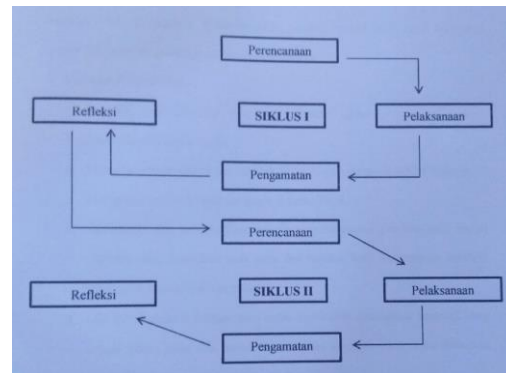 Perencanaan
Refleksi
SIKLUS I
Pelaksanaan
Pengamatan
Perencanaan
Refleksi
SIKLUS II
Pelaksanaan
Pengamatan